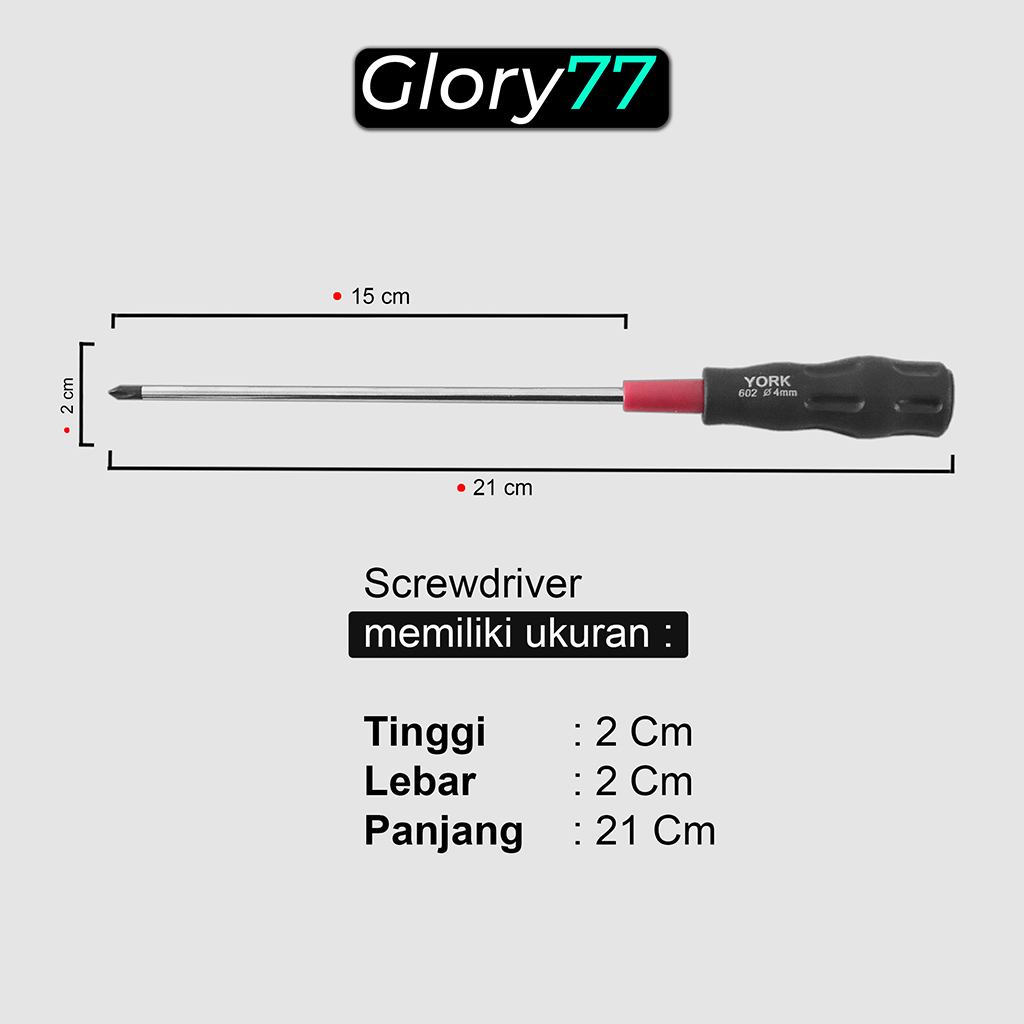 Glory77
15 cm
2 cm
YORK
602 Ø 4mm
21 cm
Screwdriver
memiliki ukuran :
Tinggi : 2 Cm
Lebar : 2 Cm
Panjang : 21 Cm